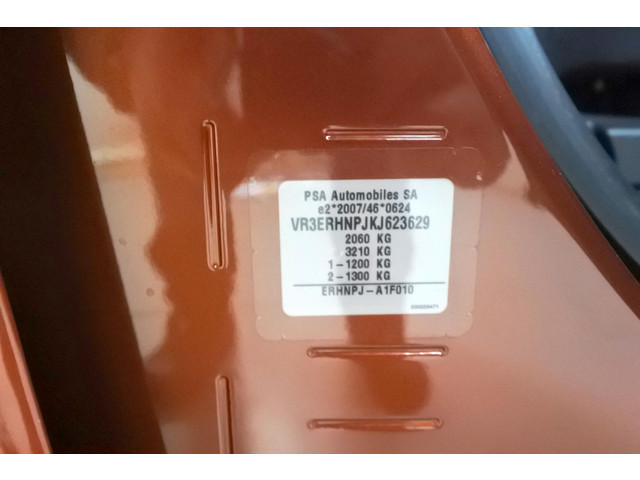 PSA Automobiles SA
e2*2007/46*0624
VR3ERHNPJKJ623629
2060 KG
3210 KG
1-1200 KG
2-1300 KG
ERHNPJ-A1F010